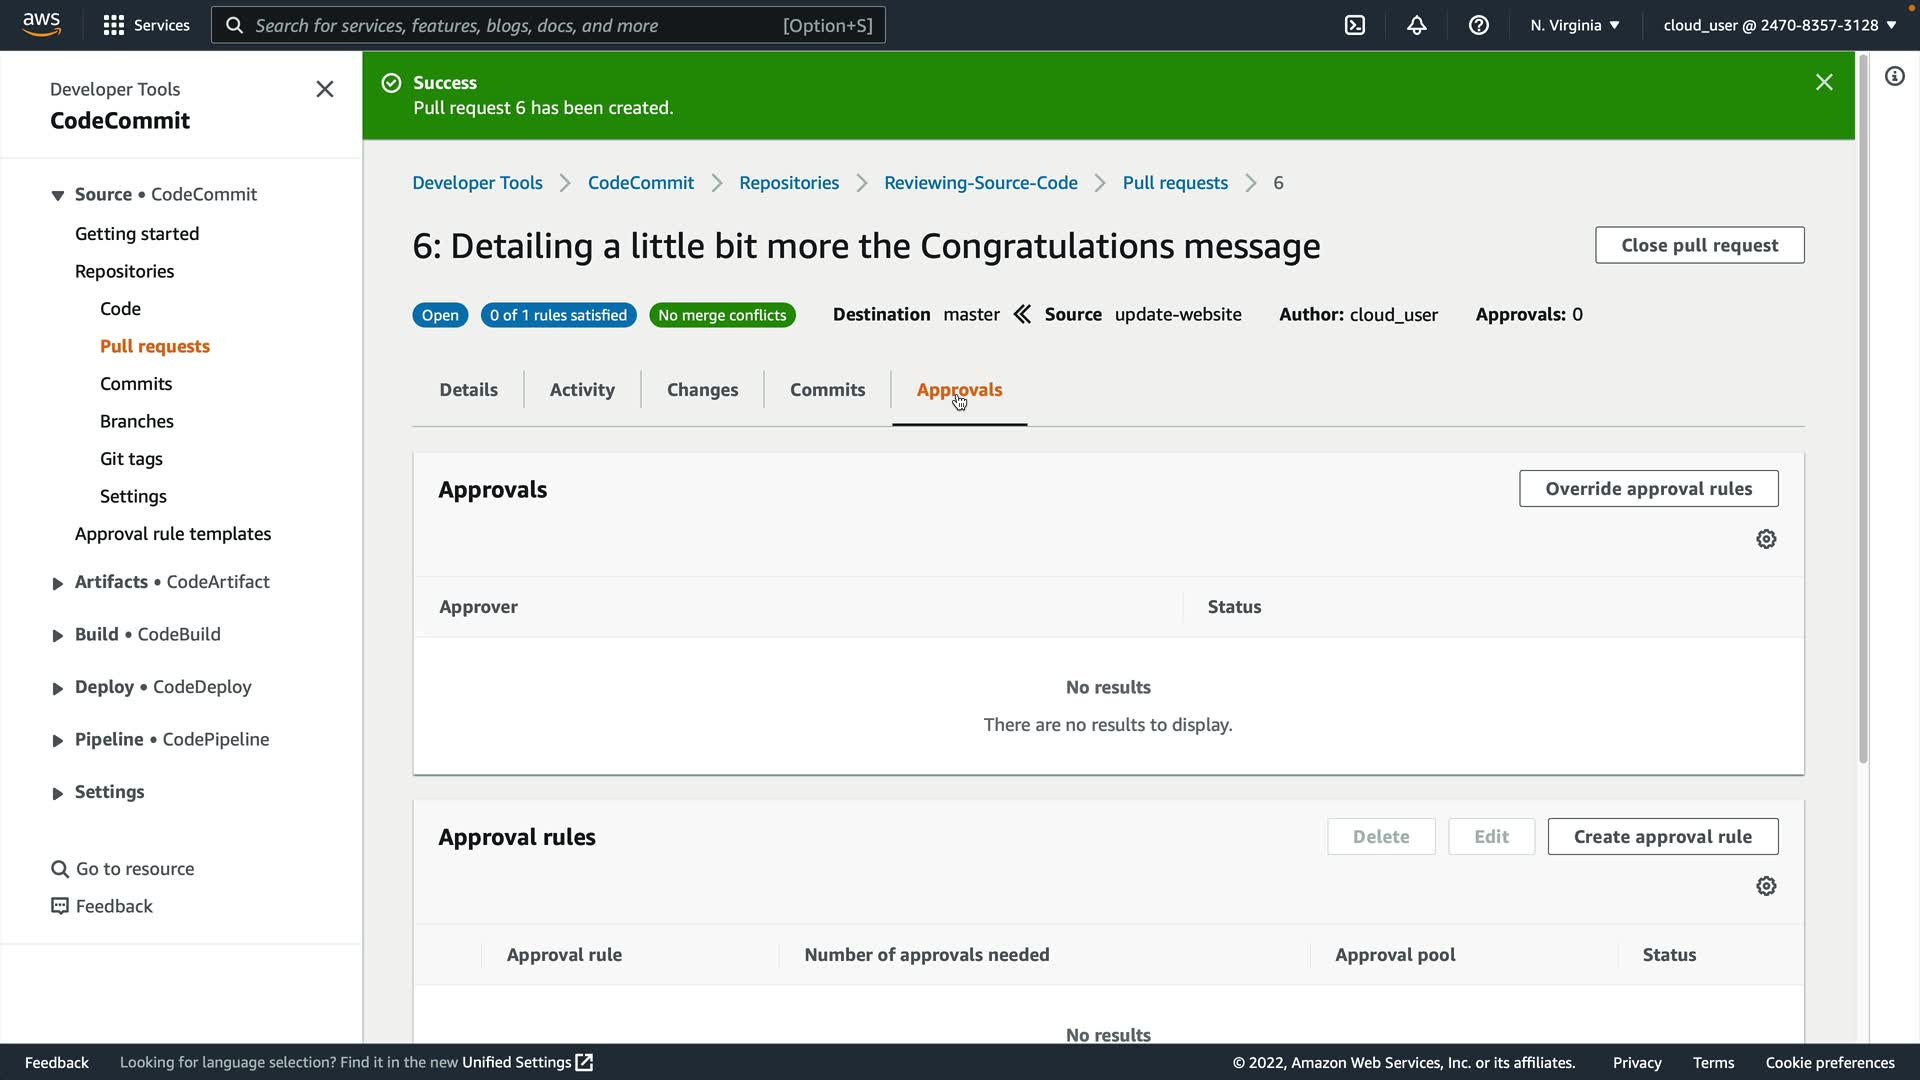 aws
Services
Search for services, features, blogs, docs, and more
[Option+S]
N. Virginia
cloud_user @ 2470-8357-3128
Developer Tools
CodeCommit
Source • CodeCommit
Getting started
Repositories
Code
Pull requests
Commits
Branches
Git tags
Settings
Approval rule templates
Artifacts • CodeArtifact
Build • CodeBuild
Deploy • CodeDeploy
Pipeline • CodePipeline
Settings
Go to resource
Feedback
Success
Pull request 6 has been created.
Developer Tools
CodeCommit
Repositories
Reviewing-Source-Code
Pull requests
6
6: Detailing a little bit more the Congratulations message
Close pull request
Open
0 of 1 rules satisfied
No merge conflicts
Destination master
Source update-website
Author: cloud_user
Approvals: 0
Details
Activity
Changes
Commits
Approvals
Approvals
Override approval rules
Approver
Status
No results
There are no results to display.
Approval rules
Delete
Edit
Create approval rule
Approval rule
Number of approvals needed
Approval pool
Status
No results
Feedback
Looking for language selection? Find it in the new Unified Settings
© 2022, Amazon Web Services, Inc. or its affiliates.
Privacy
Terms
Cookie preferences